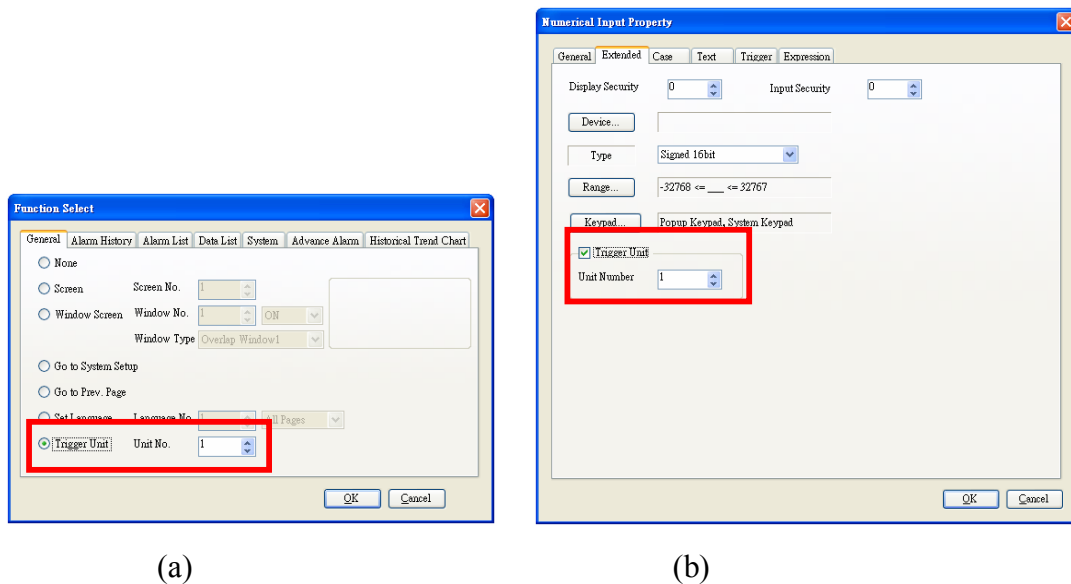 Function Select
General Alarm History Alarm List Data List System Advance Alarm Historical Trend Chart
None
Screen Screen No. 1
Window Screen Window No. 1 ON
Window Type Overlap Window1
Go to System Setup
Go to Prev. Page
Set Language Language No. 1 All Pages
Trigger Unit Unit No. 1
OK Cancel
(a)
Numerical Input Property
General Extended Case Text Trigger Expression
Display Security 0 Input Security 0
Device...
Type Signed 16bit
Range... -32768 <= ___ <= 32767
Keypad... Popup Keypad, System Keypad
Trigger Unit
Unit Number 1
OK Cancel
(b)